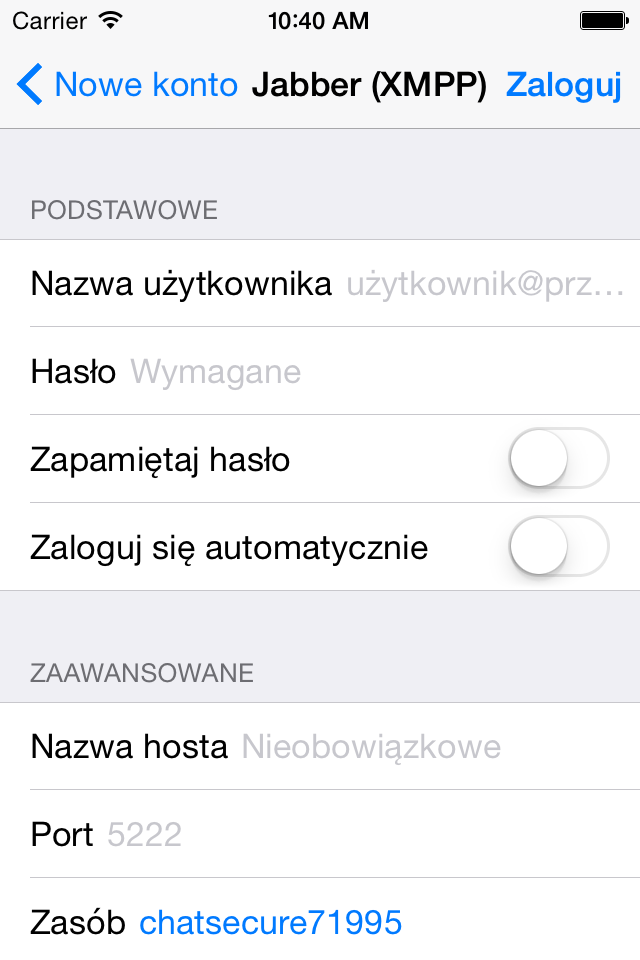 Carrier 10:40 AM
Nowe konto Jabber (XMPP) Zaloguj
PODSTAWOWE
Nazwa użytkownika użytkownik@prz...
Hasło Wymagane
Zapamiętaj hasło
Zaloguj się automatycznie
ZAAWANSOWANE
Nazwa hosta Nieobowiązkowe
Port 5222
Zasób chatsecure71995